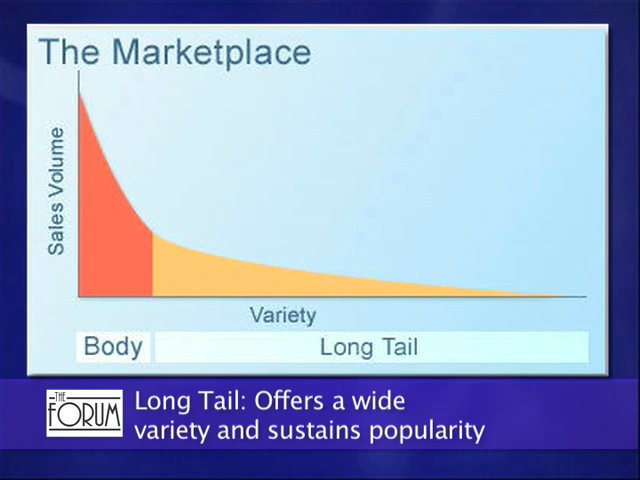 The Marketplace
Sales Volume
Variety
Body
Long Tail
THE
FORUM
Long Tail: Offers a wide
variety and sustains popularity